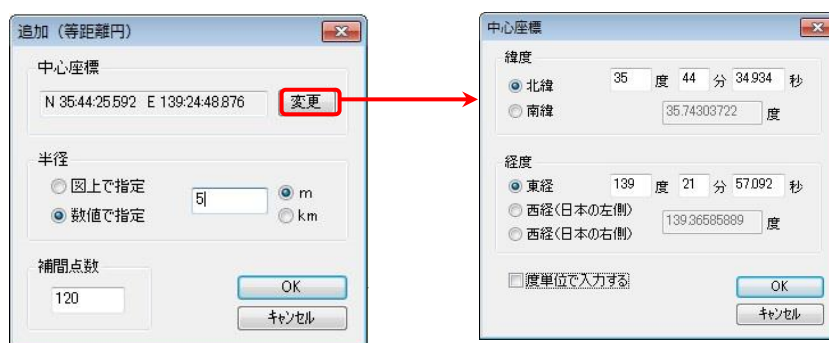 追加（等距離円）
中心座標
N 35:44:25.592 E 139:24:48.876 変更
半径
図上で指定
数値で指定
5
m
km
補間点数
120
OK
キャンセル
中心座標
緯度
北緯 35 度 44 分 34.934 秒
南緯 35.74303722 度
経度
東経 139 度 21 分 57.092 秒
西経(日本の左側)
西経(日本の右側)
139.36585889 度
度単位で入力する
OK
キャンセル